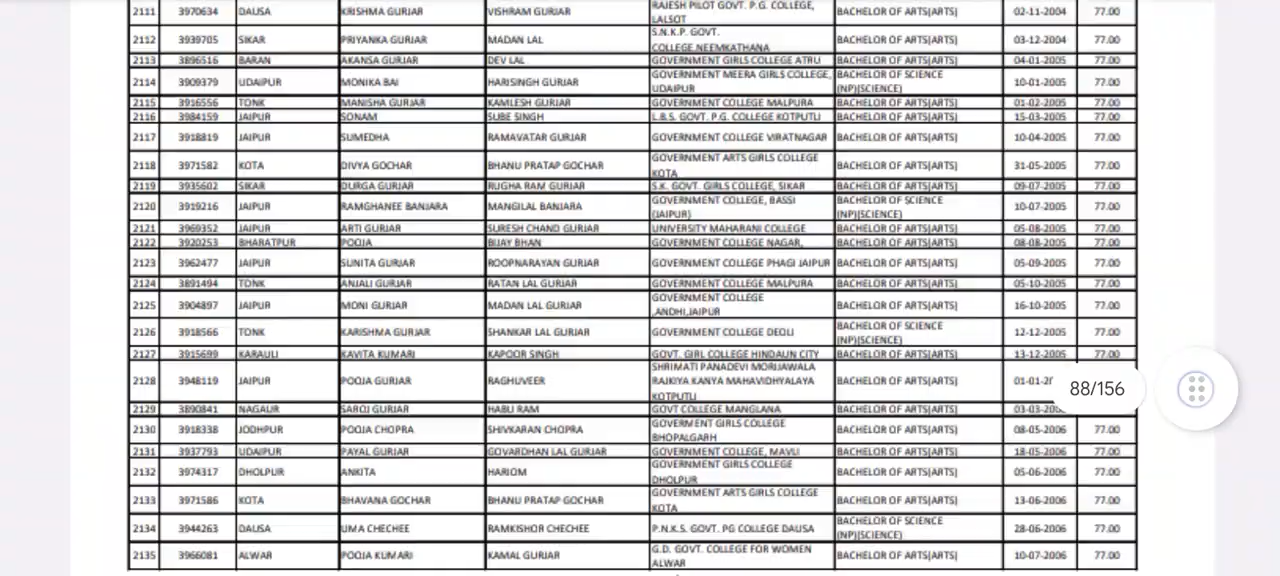 2111 3970634 DAUSA KRISHMA GURJAR VISHRAM GURJAR RAJESH PILOT GOVT. P.G. COLLEGE, LALSOT BACHELOR OF ARTS(ARTS) 02-11-2004 77.00
2112 3939705 SIKAR PRIYANKA GURJAR MADAN LAL S.N.K.P. GOVT. COLLEGE,NEEMKATHANA BACHELOR OF ARTS(ARTS) 03-12-2004 77.00
2113 3896516 BARAN AKANSA GURJAR DEV LAL GOVERNMENT GIRLS COLLEGE ATRU BACHELOR OF ARTS(ARTS) 04-01-2005 77.00
2114 3909379 UDAIPUR MONIKA BAI HARISINGH GURJAR GOVERNMENT MEERA GIRLS COLLEGE, UDAIPUR BACHELOR OF SCIENCE (NP)(SCIENCE) 10-01-2005 77.00
2115 3916556 TONK MANISHA GURJAR KAMLESH GURJAR GOVERNMENT COLLEGE MALPURA BACHELOR OF ARTS(ARTS) 01-02-2005 77.00
2116 3984159 JAIPUR SONAM SUBE SINGH L.B.S. GOVT. P.G. COLLEGE KOTPUTLI BACHELOR OF ARTS(ARTS) 15-03-2005 77.00
2117 3918819 JAIPUR SUMEDHA RAMAVATAR GURJAR GOVERNMENT COLLEGE VIRATNAGAR BACHELOR OF ARTS(ARTS) 10-04-2005 77.00
2118 3971582 KOTA DIVYA GOCHAR BHANU PRATAP GOCHAR GOVERNMENT ARTS GIRLS COLLEGE KOTA BACHELOR OF ARTS(ARTS) 31-05-2005 77.00
2119 3935602 SIKAR DURGA GURJAR RUGHA RAM GURJAR S.K. GOVT. GIRLS COLLEGE, SIKAR BACHELOR OF ARTS(ARTS) 09-07-2005 77.00
2120 3919216 JAIPUR RAMGHANEE BANJARA MANGILAL BANJARA GOVERNMENT COLLEGE, BASSI (JAIPUR) BACHELOR OF SCIENCE (NP)(SCIENCE) 10-07-2005 77.00
2121 3969352 JAIPUR ARTI GURJAR SURESH CHAND GURJAR UNIVERSITY MAHARANI COLLEGE BACHELOR OF ARTS(ARTS) 05-08-2005 77.00
2122 3920253 BHARATPUR POOJA BIJAY BHAN GOVERNMENT COLLEGE NAGAR, BACHELOR OF ARTS(ARTS) 08-08-2005 77.00
2123 3962477 JAIPUR SUNITA GURJAR ROOPNARAYAN GURJAR GOVERNMENT COLLEGE PHAGI JAIPUR BACHELOR OF ARTS(ARTS) 05-09-2005 77.00
2124 3891494 TONK ANJALI GURJAR RATAN LAL GURJAR GOVERNMENT COLLEGE MALPURA BACHELOR OF ARTS(ARTS) 05-10-2005 77.00
2125 3904897 JAIPUR MONI GURJAR MADAN LAL GURJAR GOVERNMENT COLLEGE ,ANDHI,JAIPUR BACHELOR OF ARTS(ARTS) 16-10-2005 77.00
2126 3918566 TONK KARISHMA GURJAR SHANKAR LAL GURJAR GOVERNMENT COLLEGE DEOLI BACHELOR OF SCIENCE (NP)(SCIENCE) 12-12-2005 77.00
2127 3915699 KARAULI KAVITA KUMARI KAPOOR SINGH GOVT. GIRL COLLEGE HINDAUN CITY BACHELOR OF ARTS(ARTS) 13-12-2005 77.00
2128 3948119 JAIPUR POOJA GURJAR RAGHUVEER SHRIMATI PANADEVI MORIJAWALA RAJKIYA KANYA MAHAVIDHYALAYA KOTPUTLI BACHELOR OF ARTS(ARTS) 01-01-20
88/156
2129 3890841 NAGAUR SAROJ GURJAR HABU RAM GOVT COLLEGE MANGLANA BACHELOR OF ARTS(ARTS) 03-03-200 77.00
2130 3918338 JODHPUR POOJA CHOPRA SHIVKARAN CHOPRA GOVERMENT GIRLS COLLEGE BHOPALGARH BACHELOR OF ARTS(ARTS) 08-05-2006 77.00
2131 3937793 UDAIPUR PAYAL GURJAR GOVARDHAN LAL GURJAR GOVERNMENT COLLEGE, MAVLI BACHELOR OF ARTS(ARTS) 18-05-2006 77.00
2132 3974317 DHOLPUR ANKITA HARIOM GOVERNMENT GIRLS COLLEGE DHOLPUR BACHELOR OF ARTS(ARTS) 05-06-2006 77.00
2133 3971586 KOTA BHAVANA GOCHAR BHANU PRATAP GOCHAR GOVERNMENT ARTS GIRLS COLLEGE KOTA BACHELOR OF ARTS(ARTS) 13-06-2006 77.00
2134 3944263 DAUSA UMA CHECHEE RAMKISHOR CHECHEE P.N.K.S. GOVT. PG COLLEGE DAUSA BACHELOR OF SCIENCE (NP)(SCIENCE) 28-06-2006 77.00
2135 3966081 ALWAR POOJA KUMARI KAMAL GURJAR G.D. GOVT. COLLEGE FOR WOMEN ALWAR BACHELOR OF ARTS(ARTS) 10-07-2006 77.00